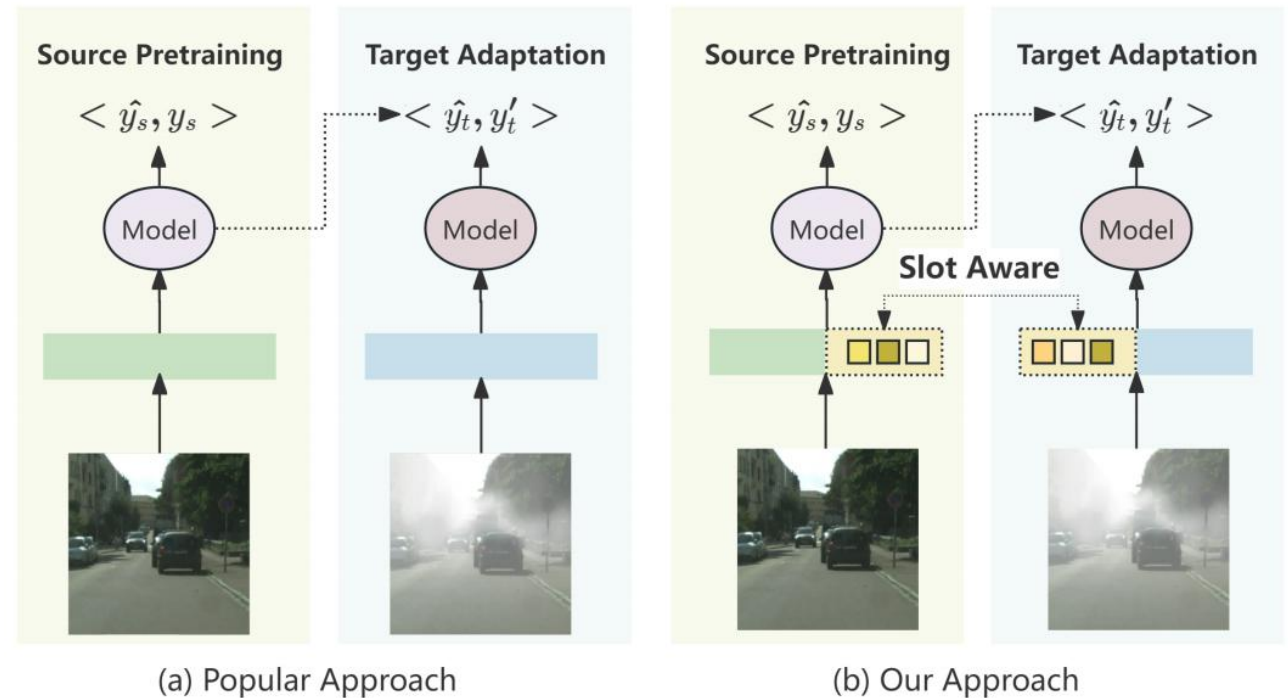 Source Pretraining
Target Adaptation
< ŷ_s, y_s >
< ŷ_t, y'_t >
Model
Model
(a) Popular Approach
Source Pretraining
Target Adaptation
< ŷ_s, y_s >
< ŷ_t, y'_t >
Model
Model
Slot Aware
(b) Our Approach